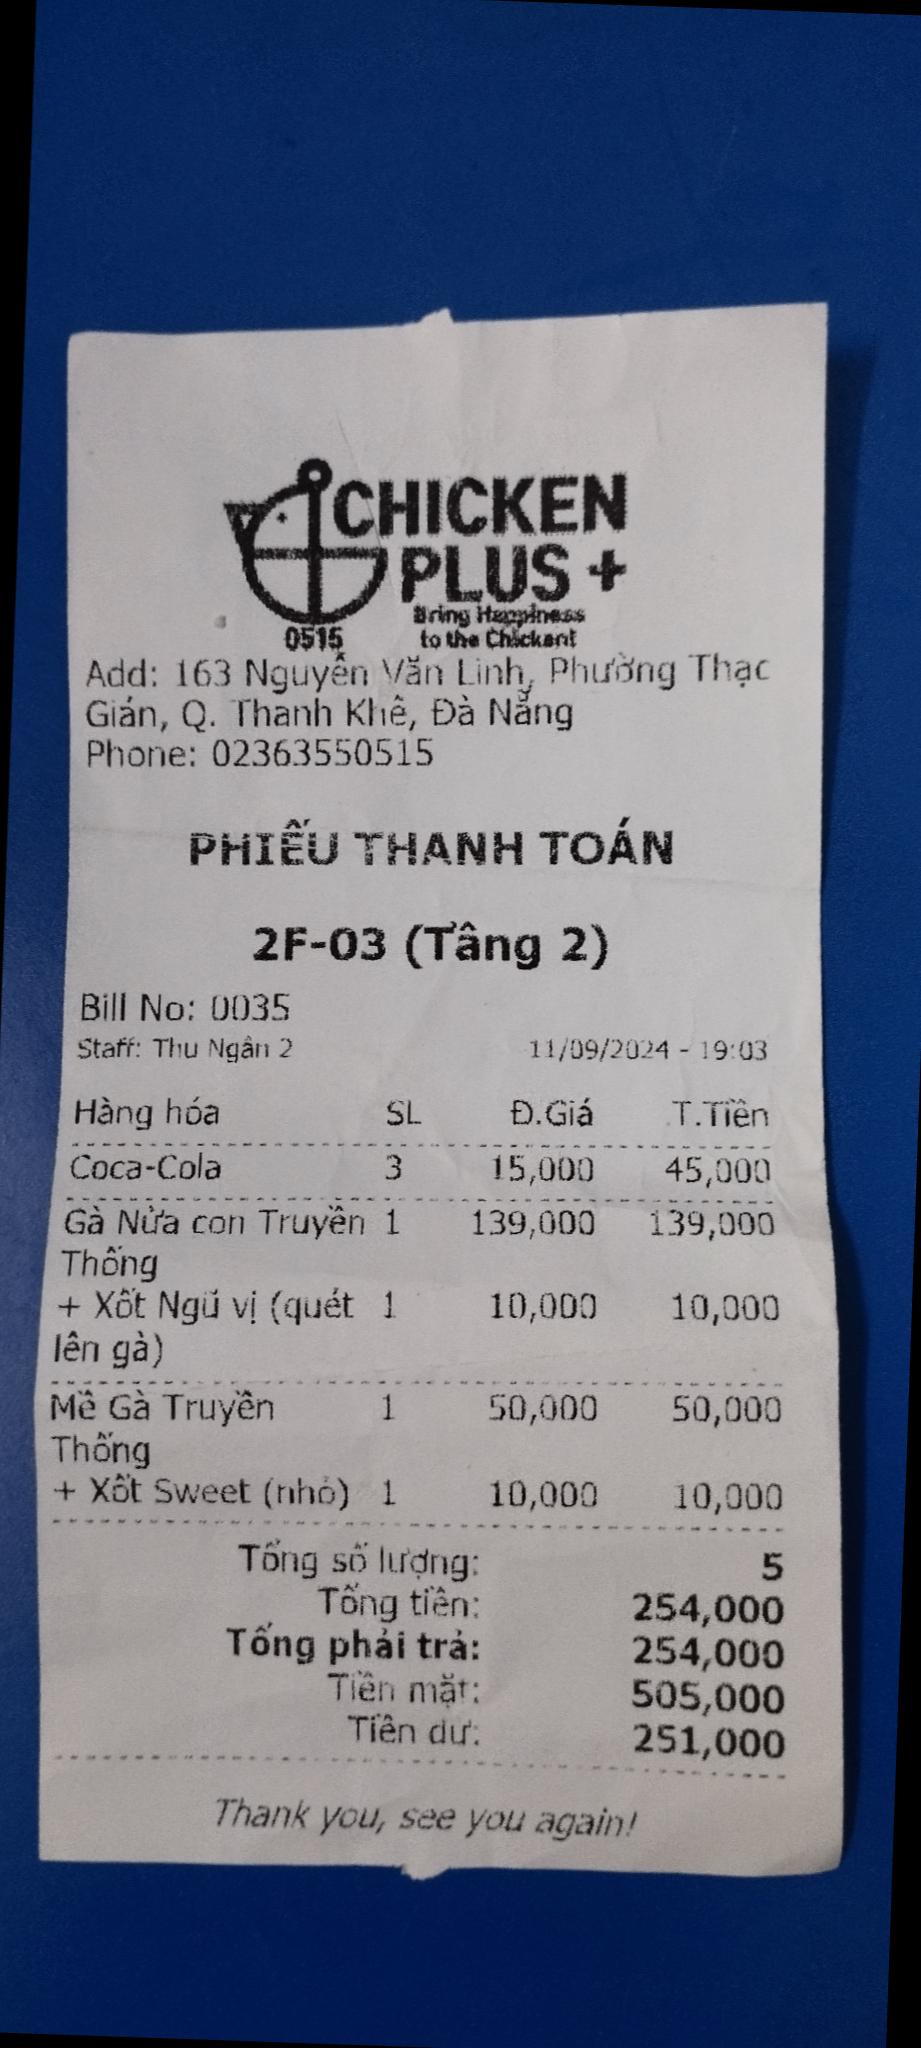 CHICKEN
PLUS +
Bring Happiness
to the Chicken!
0515
Add: 163 Nguyễn Văn Linh, Phường Thạc
Gián, Q. Thanh Khê, Đà Nẵng
Phone: 02363550515
PHIẾU THANH TOÁN
2F-03 (Tầng 2)
Bill No: 0035
Staff: Thu Ngân 2 11/09/2024 - 19:03
Hàng hóa SL Đ.Giá T.Tiền
Coca-Cola 3 15,000 45,000
Gà Nửa con Truyền 1 139,000 139,000
Thống
+ Xốt Ngũ vị (quét 1 10,000 10,000
lên gà)
Mề Gà Truyền 1 50,000 50,000
Thống
+ Xốt Sweet (nhỏ) 1 10,000 10,000
Tổng số lượng: 5
Tổng tiền: 254,000
Tổng phải trả: 254,000
Tiền mặt: 505,000
Tiền dư: 251,000
Thank you, see you again!